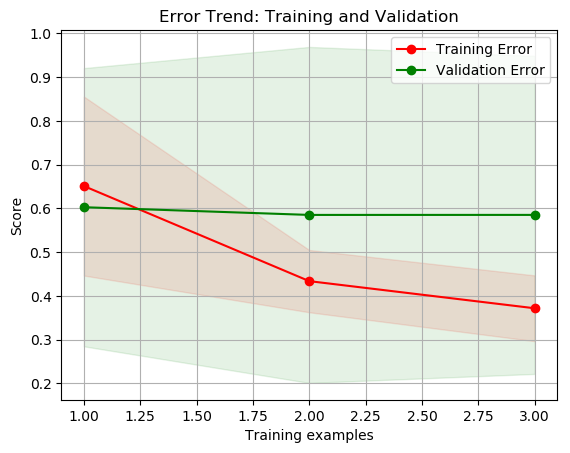 Error Trend: Training and Validation
Training Error
Validation Error
1.0
0.9
0.8
0.7
0.6
0.5
0.4
0.3
0.2
Score
1.00 1.25 1.50 1.75 2.00 2.25 2.50 2.75 3.00
Training examples